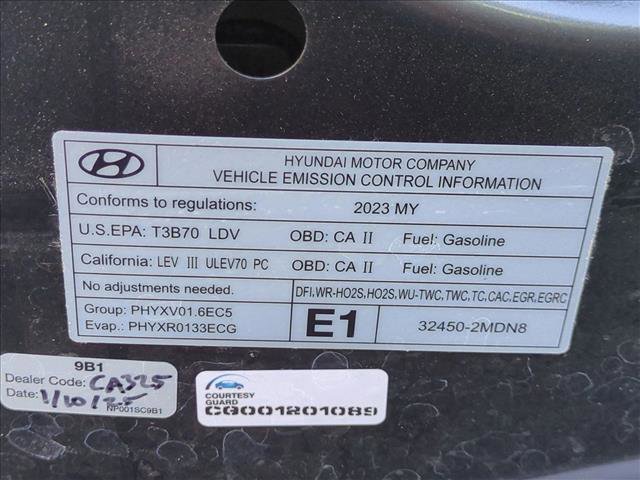 HYUNDAI MOTOR COMPANY
VEHICLE EMISSION CONTROL INFORMATION
Conforms to regulations: 2023 MY
U.S.EPA: T3B70 LDV OBD: CA II Fuel: Gasoline
California: LEV III ULEV70 PC OBD: CA II Fuel: Gasoline
No adjustments needed. DFI,WR-HO2S,HO2S,WU-TWC,TWC,TC,CAC,EGR,EGRC
Group: PHYXV01.6EC5
Evap.: PHYXR0133ECG
E1 32450-2MDN8
9B1
Dealer Code: CA325
Date: 1/10/25
NP001SC9B1
COURTESY
GUARD
CG001201089